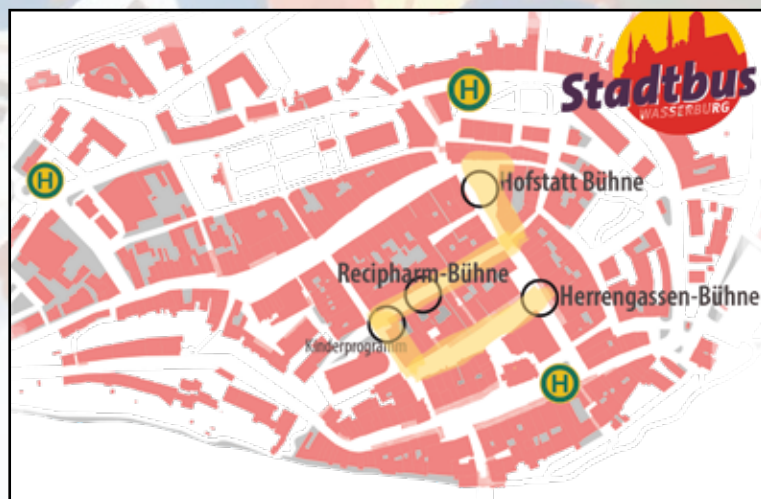 Stadtbus
WASSERBURG
H
H
Hofstatt Bühne
Recipharm-Bühne
Herrengassen-Bühne
Kinderprogramm
H